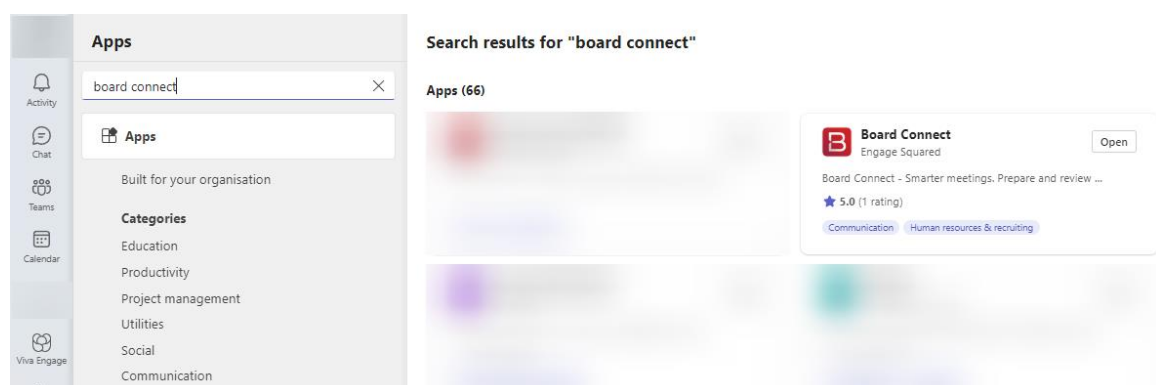 Apps
board connect
Apps
Built for your organisation
Categories
Education
Productivity
Project management
Utilities
Social
Communication
Activity
Chat
Teams
Calendar
Viva Engage
Search results for "board connect"
Apps (66)
Board Connect
Engage Squared
Open
Board Connect - Smarter meetings. Prepare and review ...
5.0 (1 rating)
Communication
Human resources & recruiting